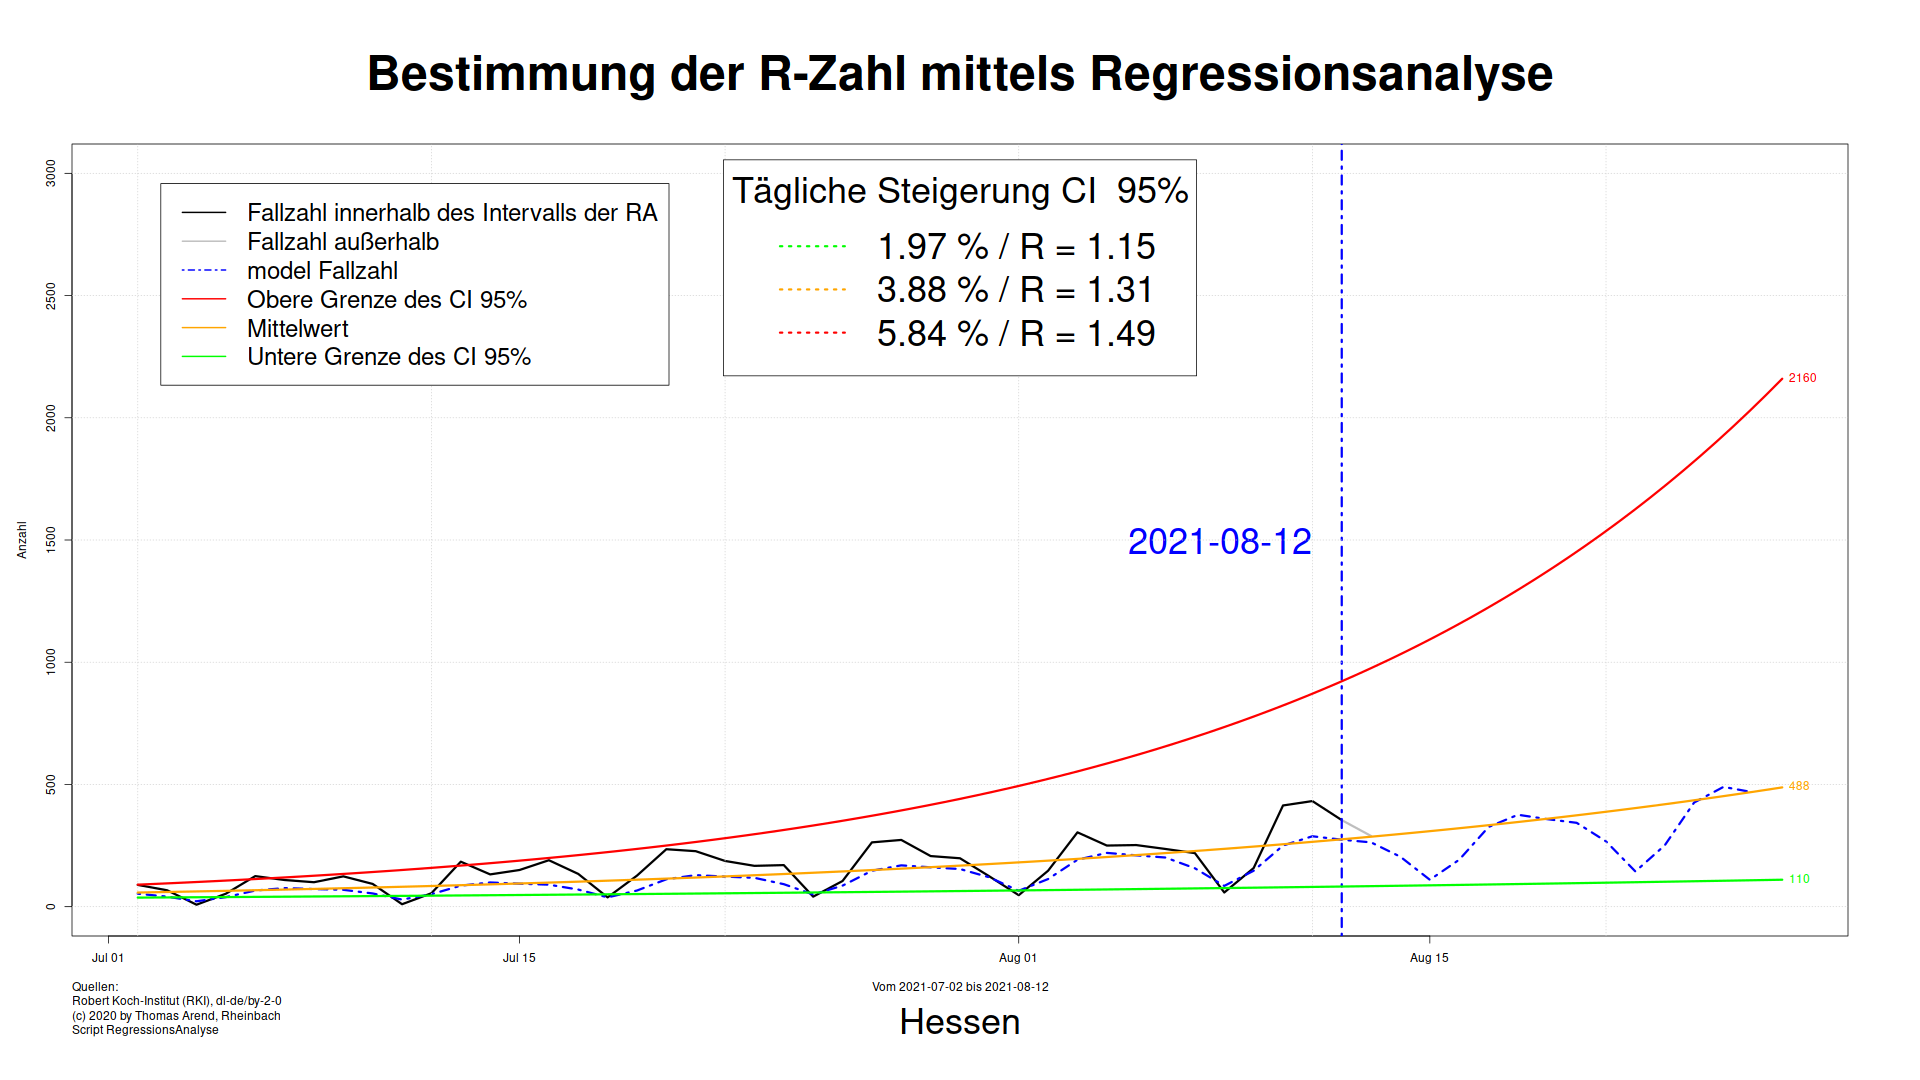 Bestimmung der R-Zahl mittels Regressionsanalyse
Fallzahl innerhalb des Intervalls der RA
Fallzahl außerhalb
model Fallzahl
Obere Grenze des CI 95%
Mittelwert
Untere Grenze des CI 95%
Tägliche Steigerung CI 95%
1.97 % / R = 1.15
3.88 % / R = 1.31
5.84 % / R = 1.49
3000
2500
2000
1500
1000
500
0
Anzahl
2021-08-12
2160
488
110
Jul 01
Jul 15
Aug 01
Aug 15
Quellen:
Robert Koch-Institut (RKI), dl-de/by-2-0
(c) 2020 by Thomas Arend, Rheinbach
Script RegressionsAnalyse
Vom 2021-07-02 bis 2021-08-12
Hessen